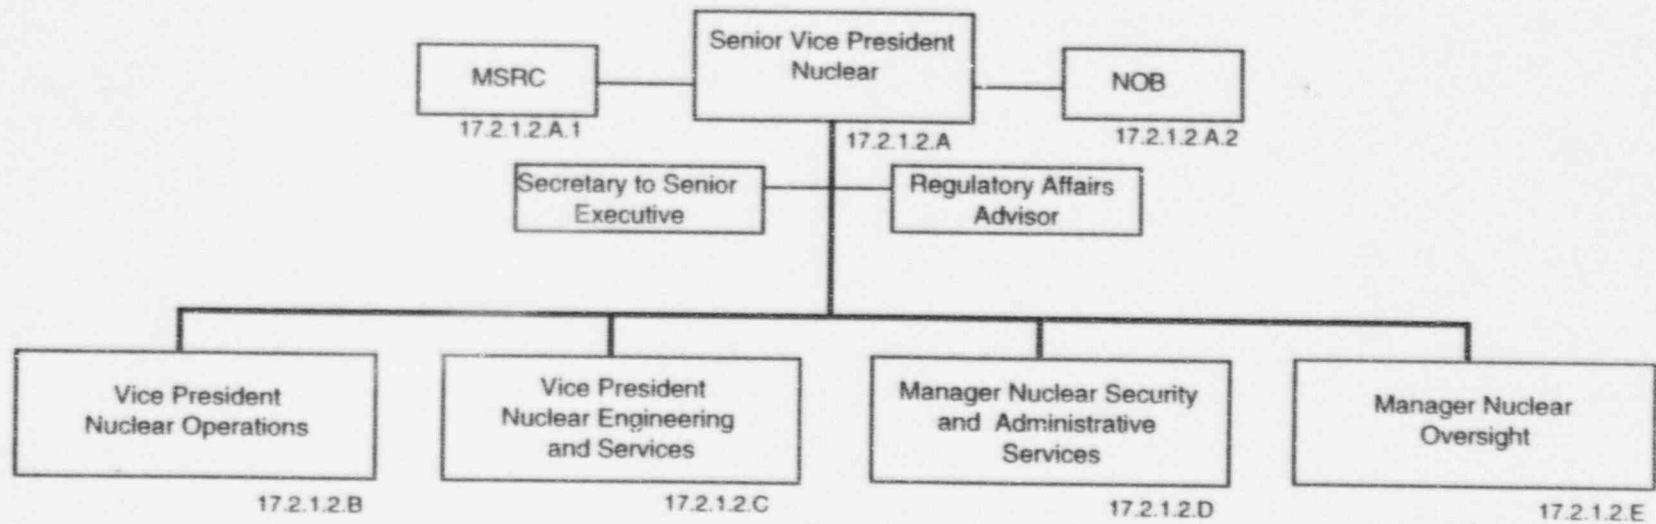 Senior Vice President
Nuclear
MSRC
NOB
17.2.1.2.A.1
17.2.1.2.A
17.2.1.2.A.2
Secretary to Senior
Executive
Regulatory Affairs
Advisor
Vice President
Nuclear Operations
17.2.1.2.B
Vice President
Nuclear Engineering
and Services
17.2.1.2.C
Manager Nuclear Security
and Administrative
Services
17.2.1.2.D
Manager Nuclear
Oversight
17.2.1.2.E